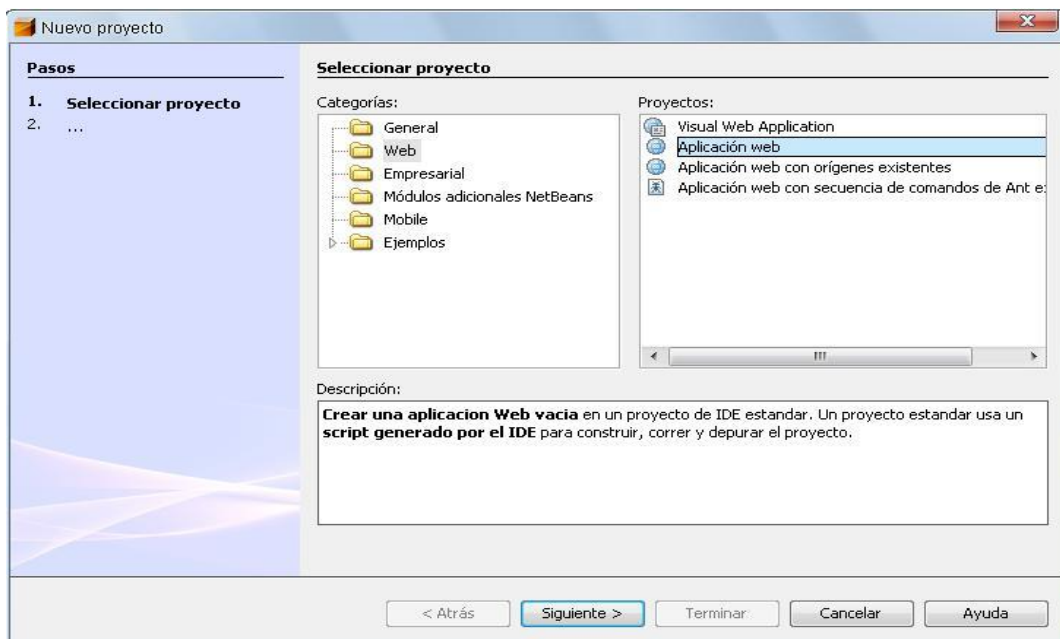 Nuevo proyecto
Pasos
1. Seleccionar proyecto
2. ...
Seleccionar proyecto
Categorías:
General
Web
Empresarial
Módulos adicionales NetBeans
Mobile
Ejemplos
Proyectos:
Visual Web Application
Aplicación web
Aplicación web con orígenes existentes
Aplicación web con secuencia de comandos de Ant e
Descripción:
Crear una aplicacion Web vacia en un proyecto de IDE estandar. Un proyecto estandar usa un
script generado por el IDE para construir, correr y depurar el proyecto.
< Atrás
Siguiente >
Terminar
Cancelar
Ayuda